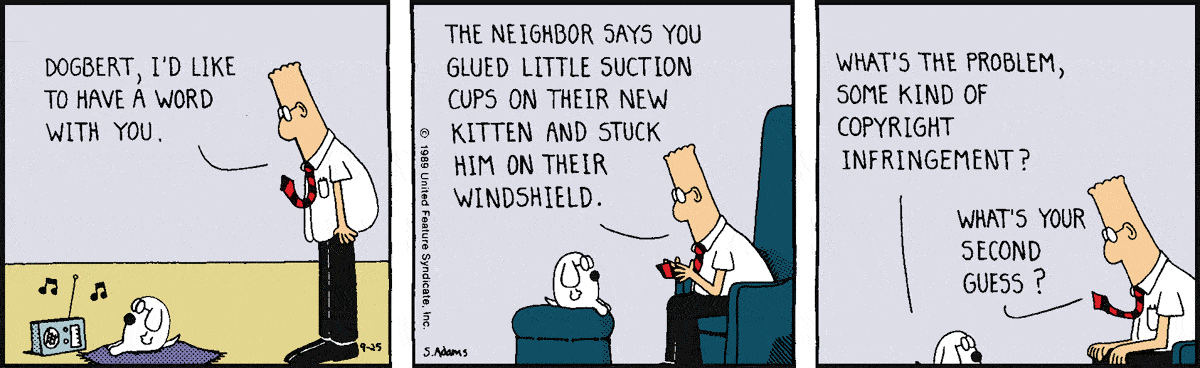 DOGBERT, I'D LIKE
TO HAVE A WORD
WITH YOU.
9-25
THE NEIGHBOR SAYS YOU
GLUED LITTLE SUCTION
CUPS ON THEIR NEW
KITTEN AND STUCK
HIM ON THEIR
WINDSHIELD.
© 1989 United Feature Syndicate, Inc.
S. Adams
WHAT'S THE PROBLEM,
SOME KIND OF
COPYRIGHT
INFRINGEMENT?
WHAT'S YOUR
SECOND
GUESS?